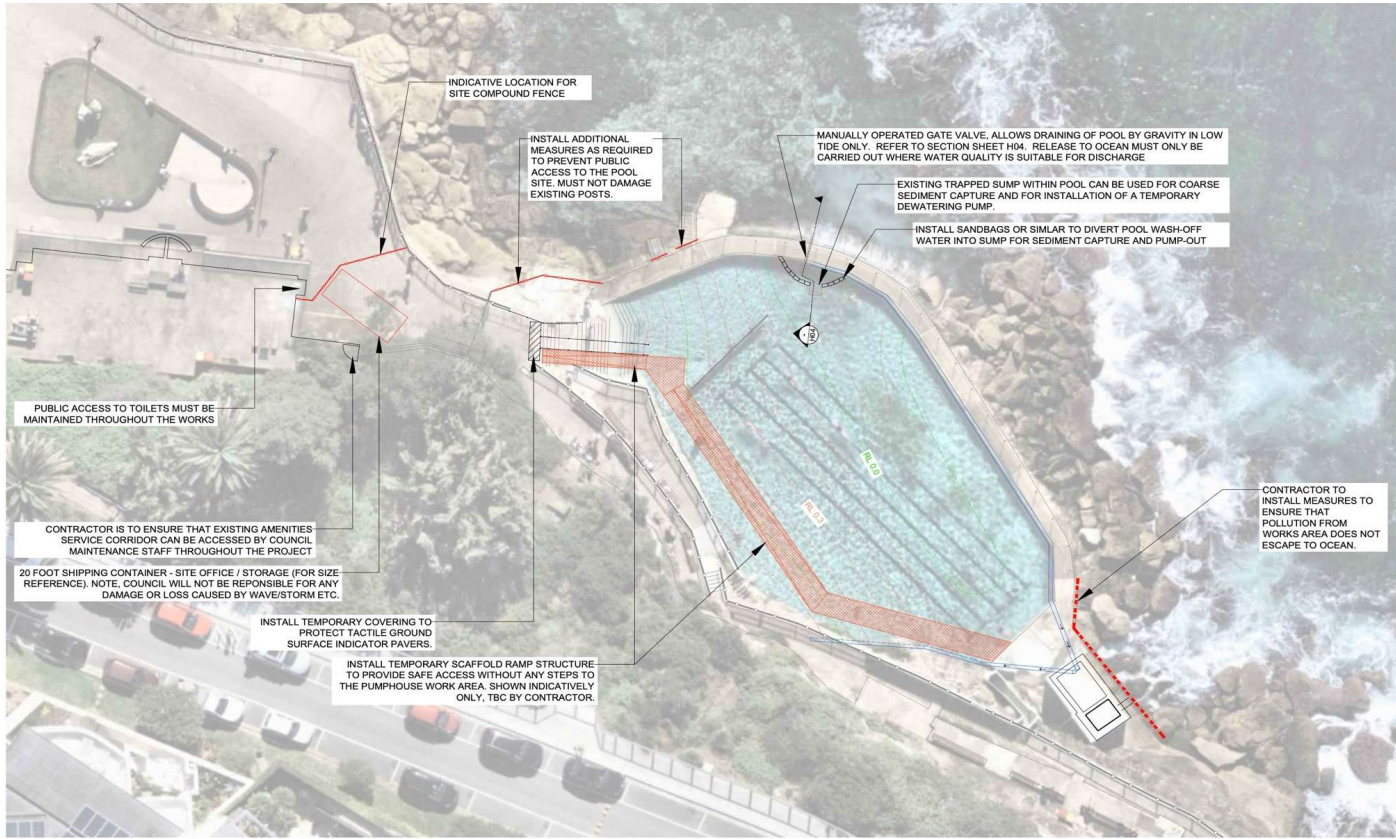 INDICATIVE LOCATION FOR
SITE COMPOUND FENCE
INSTALL ADDITIONAL
MEASURES AS REQUIRED
TO PREVENT PUBLIC
ACCESS TO THE POOL
SITE. MUST NOT DAMAGE
EXISTING POSTS.
MANUALLY OPERATED GATE VALVE, ALLOWS DRAINING OF POOL BY GRAVITY IN LOW
TIDE ONLY. REFER TO SECTION SHEET H04. RELEASE TO OCEAN MUST ONLY BE
CARRIED OUT WHERE WATER QUALITY IS SUITABLE FOR DISCHARGE
EXISTING TRAPPED SUMP WITHIN POOL CAN BE USED FOR COARSE
SEDIMENT CAPTURE AND FOR INSTALLATION OF A TEMPORARY
DEWATERING PUMP.
INSTALL SANDBAGS OR SIMLAR TO DIVERT POOL WASH-OFF
WATER INTO SUMP FOR SEDIMENT CAPTURE AND PUMP-OUT
H04
PUBLIC ACCESS TO TOILETS MUST BE
MAINTAINED THROUGHOUT THE WORKS
RL 0.0
RL 0.3
CONTRACTOR TO
INSTALL MEASURES TO
ENSURE THAT
POLLUTION FROM
WORKS AREA DOES NOT
ESCAPE TO OCEAN.
CONTRACTOR IS TO ENSURE THAT EXISTING AMENITIES
SERVICE CORRIDOR CAN BE ACCESSED BY COUNCIL
MAINTENANCE STAFF THROUGHOUT THE PROJECT
20 FOOT SHIPPING CONTAINER - SITE OFFICE / STORAGE (FOR SIZE
REFERENCE). NOTE, COUNCIL WILL NOT BE REPONSIBLE FOR ANY
DAMAGE OR LOSS CAUSED BY WAVE/STORM ETC.
INSTALL TEMPORARY COVERING TO
PROTECT TACTILE GROUND
SURFACE INDICATOR PAVERS.
INSTALL TEMPORARY SCAFFOLD RAMP STRUCTURE
TO PROVIDE SAFE ACCESS WITHOUT ANY STEPS TO
THE PUMPHOUSE WORK AREA. SHOWN INDICATIVELY
ONLY, TBC BY CONTRACTOR.